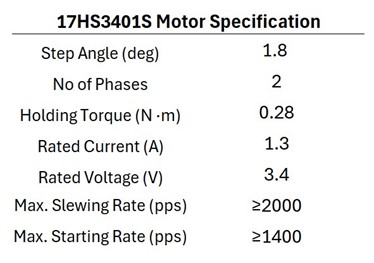 17HS3401S Motor Specification
Step Angle (deg) 1.8
No of Phases 2
Holding Torque (N ·m) 0.28
Rated Current (A) 1.3
Rated Voltage (V) 3.4
Max. Slewing Rate (pps) ≥2000
Max. Starting Rate (pps) ≥1400